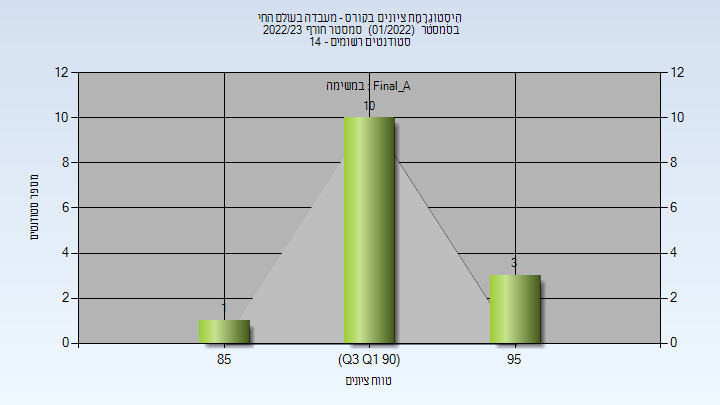 היסטוגרמת ציונים בקורס - מעבדה בעולם החי
בסמסטר (01/2022) סמסטר חורף 2022/23
סטודנטים רשומים - 14
במשימה : Final_A
12
10
8
6
4
2
0
12
10
8
6
4
2
0
מספר סטודנטים
1
10
3
85
(Q3 Q1 90)
95
טווח ציונים